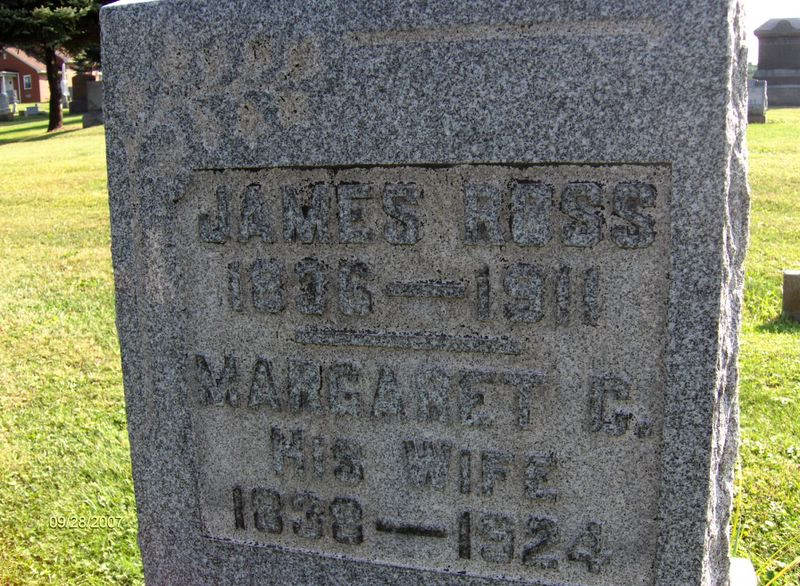 JAMES ROSS
1836 — 1911
MARGARET C.
HIS WIFE
1838 — 1924
09/28/2007